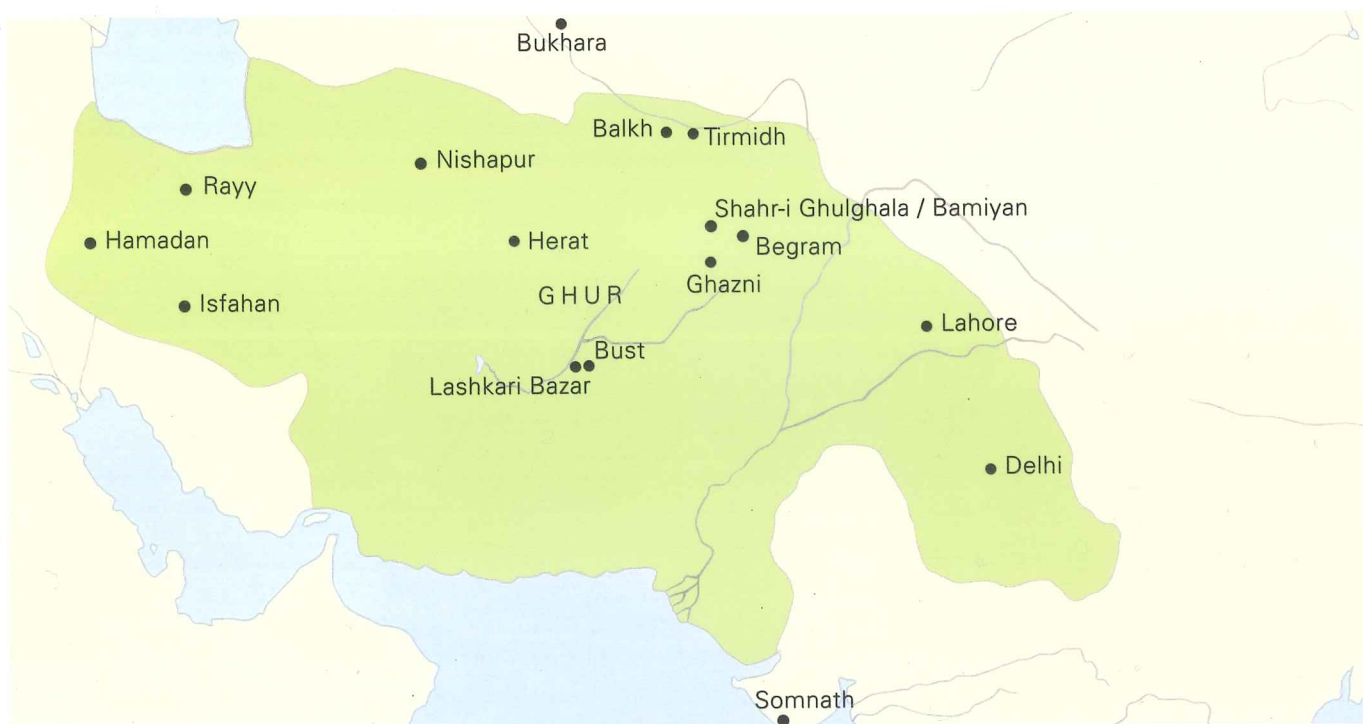 Bukhara
Balkh
Tirmidh
Nishapur
Rayy
Shahr-i Ghulghala / Bamiyan
Hamadan
Herat
Begram
Ghazni
GHUR
Isfahan
Lahore
Bust
Lashkari Bazar
Delhi
Somnath